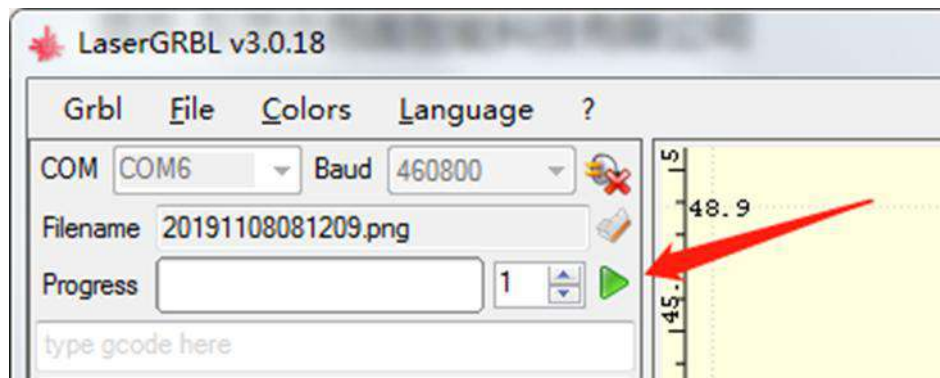 LaserGRBL v3.0.18
Grbl File Colors Language ?
COM COM6 Baud 460800
Filename 20191108081209.png
Progress 1
type gcode here
5
48.9
45.